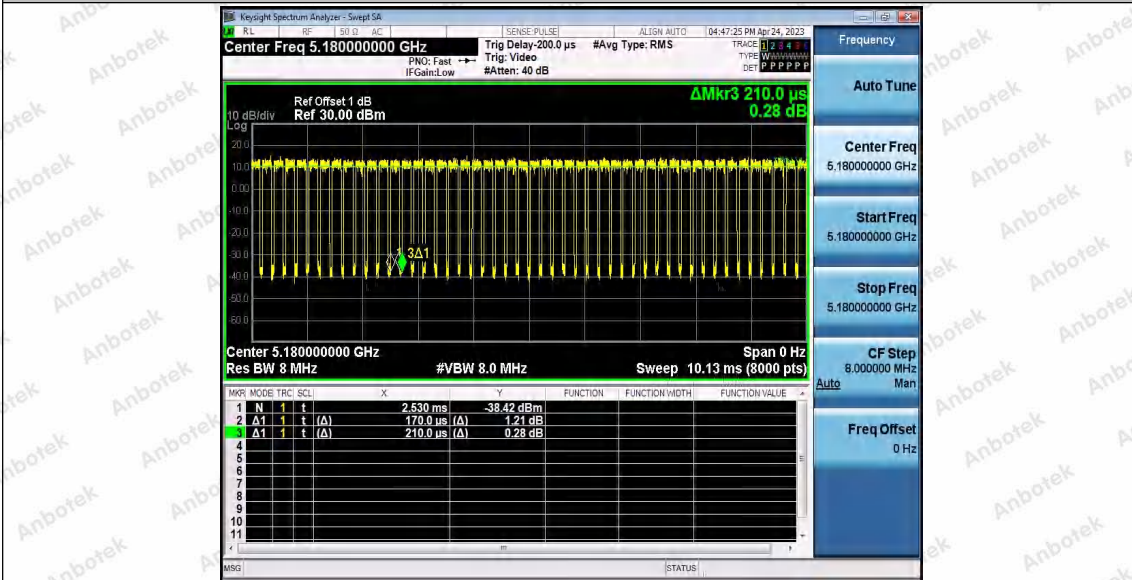 Keysight Spectrum Analyzer - Swept SA
RL RF 50 Ω AC SENSE:PULSE ALIGN AUTO 04:47:25 PM Apr 24, 2023
Center Freq 5.180000000 GHz
PNO: Fast
IFGain:Low
Trig Delay-200.0 µs
Trig: Video
#Atten: 40 dB
#Avg Type: RMS
TRACE 1 2 3 4 5 6
TYPE W
DET P P P P P P
Frequency
Auto Tune
Center Freq
5.180000000 GHz
Start Freq
5.180000000 GHz
Stop Freq
5.180000000 GHz
CF Step
8.000000 MHz
Auto Man
Freq Offset
0 Hz
ΔMkr3 210.0 µs
0.28 dB
Ref Offset 1 dB
10 dB/div Ref 30.00 dBm
Log
20.0
10.0
0.00
-10.0
-20.0
-30.0
-40.0
-50.0
-60.0
3Δ1
Center 5.180000000 GHz Span 0 Hz
Res BW 8 MHz #VBW 8.0 MHz Sweep 10.13 ms (8000 pts)
MKR MODE TRC SCL X Y FUNCTION FUNCTION WIDTH FUNCTION VALUE
1 N 1 t 2.530 ms -38.42 dBm
2 Δ1 1 t (Δ) 170.0 µs (Δ) 1.21 dB
3 Δ1 1 t (Δ) 210.0 µs (Δ) 0.28 dB
4
5
6
7
8
9
10
11
MSG STATUS
Anbotek